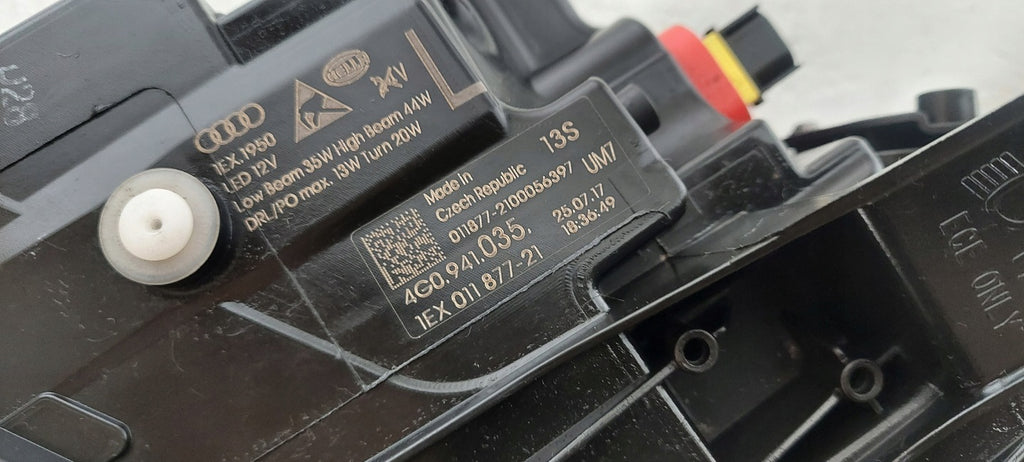 HELLA
24V
L
1EX.1950
LED 12V
Low Beam 35W High Beam 44W
DRL/PO max. 13W Turn 20W
Made in
Czech Republic
13S
011877-2100056397
UM7
4G0.941.035.
25.07.17
18:36:49
1EX 011 877-21
ECE ONLY